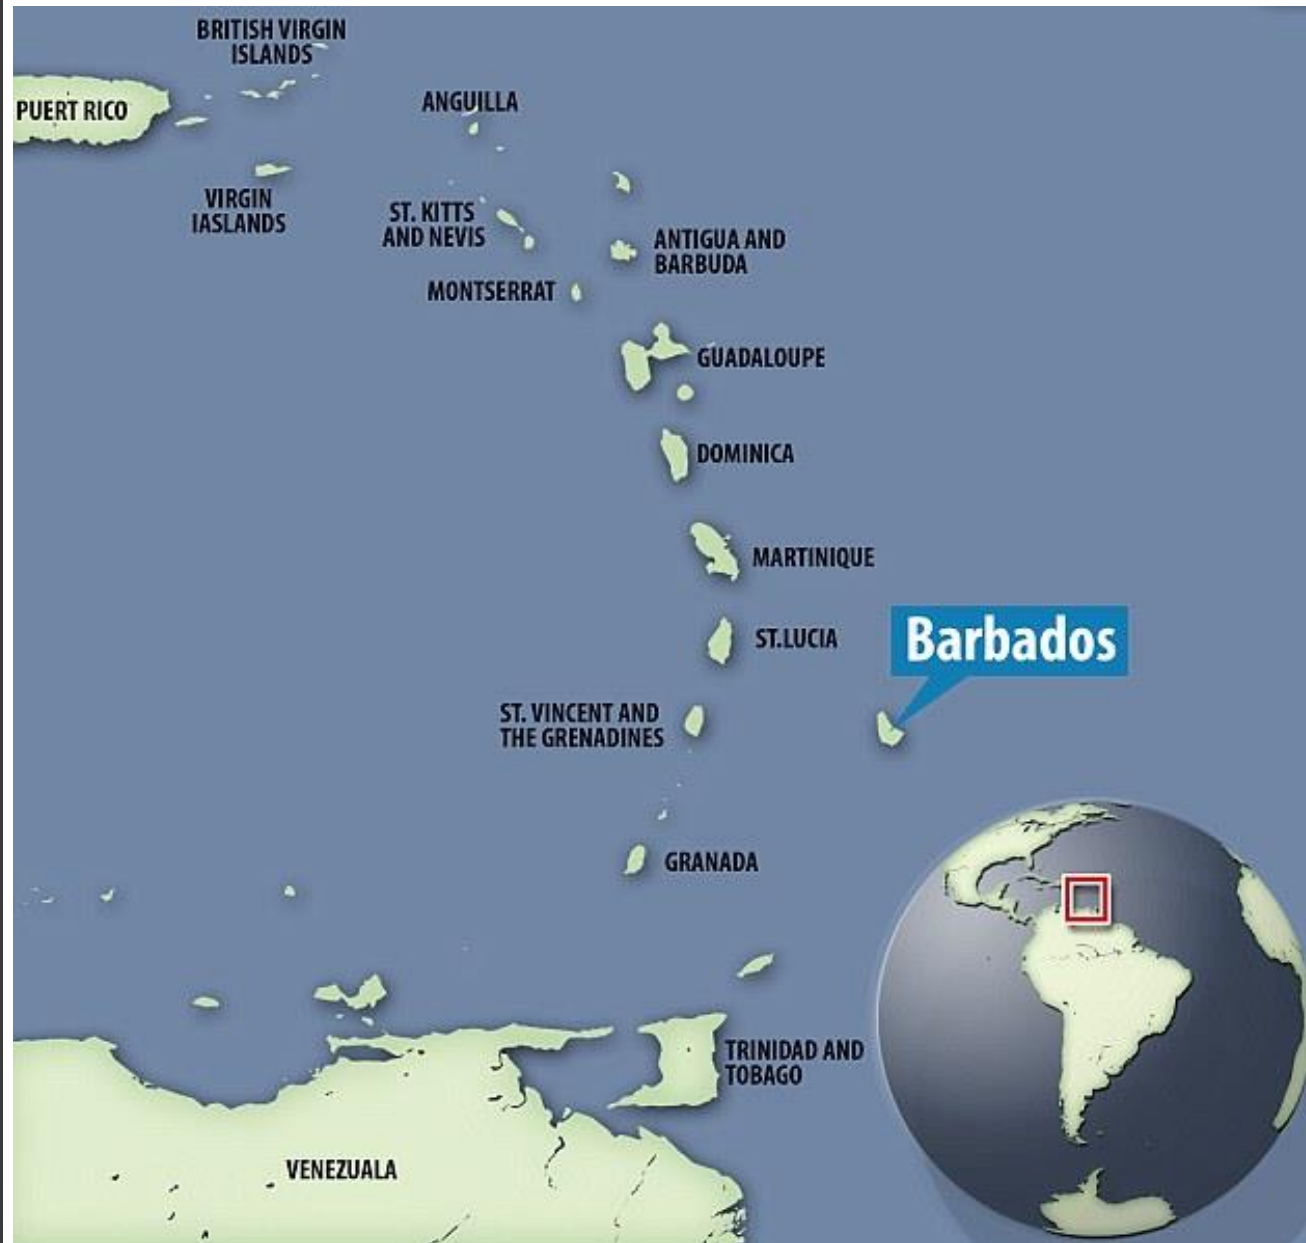 BRITISH VIRGIN
ISLANDS
PUERT RICO
ANGUILLA
VIRGIN
IASLANDS
ST. KITTS
AND NEVIS
ANTIGUA AND
BARBUDA
MONTSERRAT
GUADALOUPE
DOMINICA
MARTINIQUE
ST.LUCIA
Barbados
ST. VINCENT AND
THE GRENADINES
GRANADA
TRINIDAD AND
TOBAGO
VENEZUALA